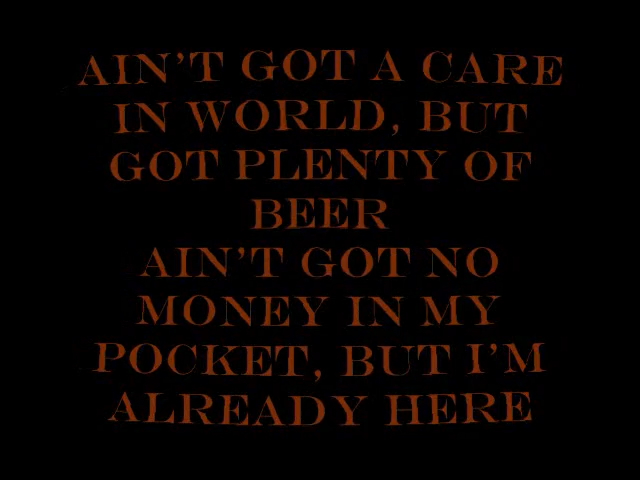 AIN'T GOT A CARE
IN WORLD, BUT
GOT PLENTY OF
BEER
AIN'T GOT NO
MONEY IN MY
POCKET, BUT I'M
ALREADY HERE